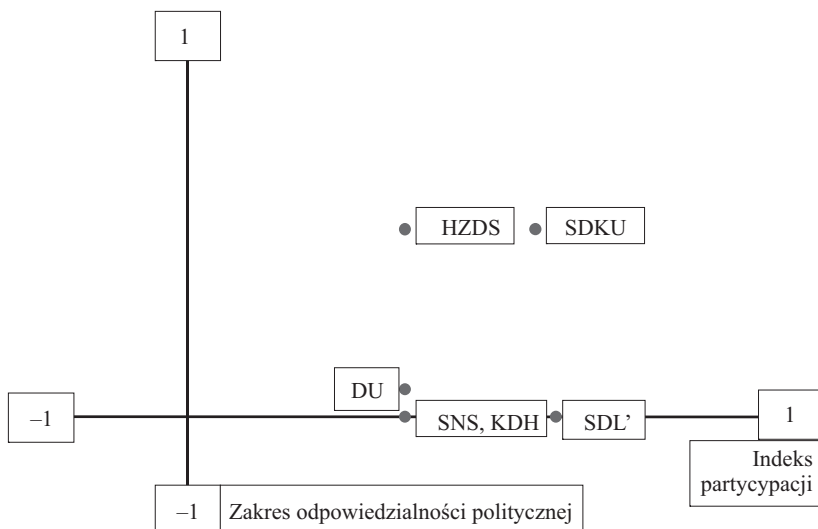 1
HZDS
SDKU
DU
–1
SNS, KDH
SDL’
1
Indeks
partycypacji
–1
Zakres odpowiedzialności politycznej